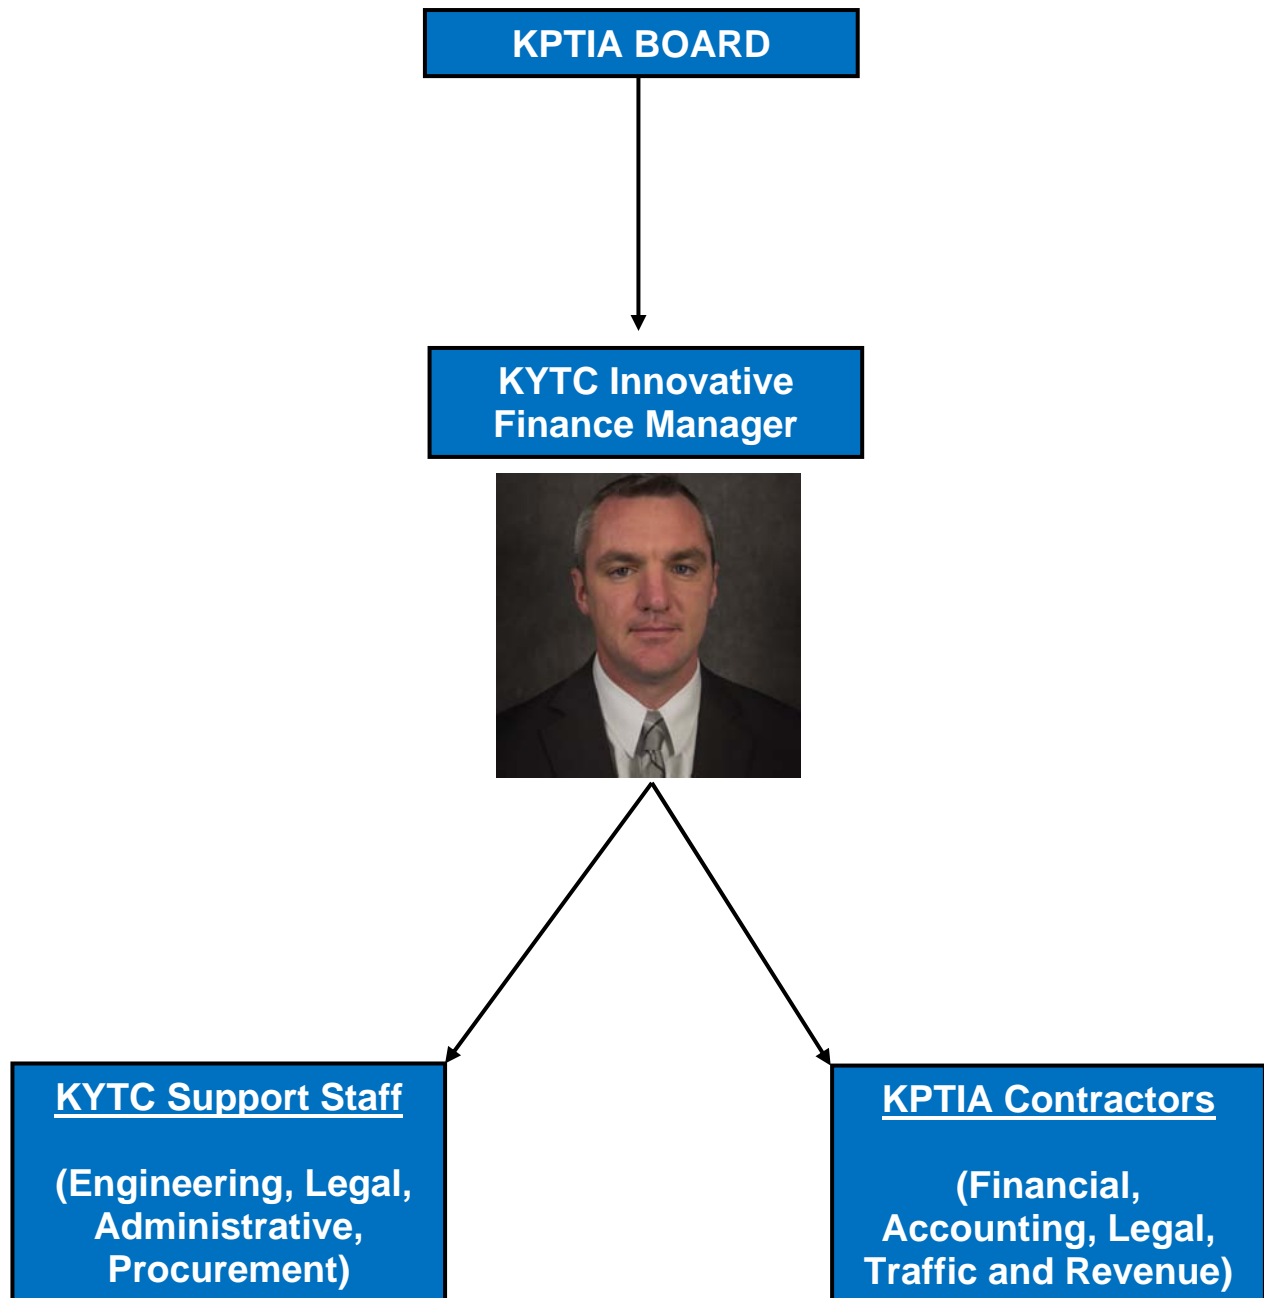 KPTIA BOARD
KYTC Innovative
Finance Manager
KYTC Support Staff
(Engineering, Legal,
Administrative,
Procurement)
KPTIA Contractors
(Financial,
Accounting, Legal,
Traffic and Revenue)